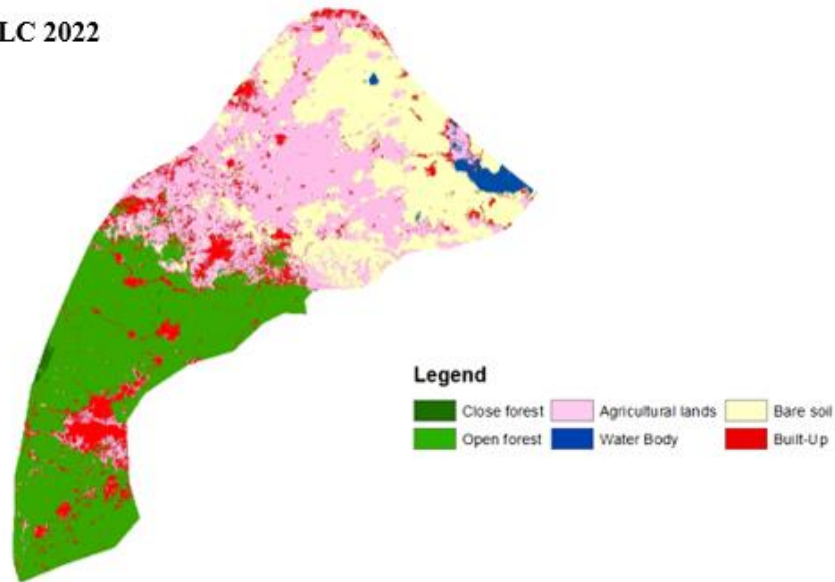 LC 2022
Legend
Close forest Agricultural lands Bare soil
Open forest Water Body Built-Up